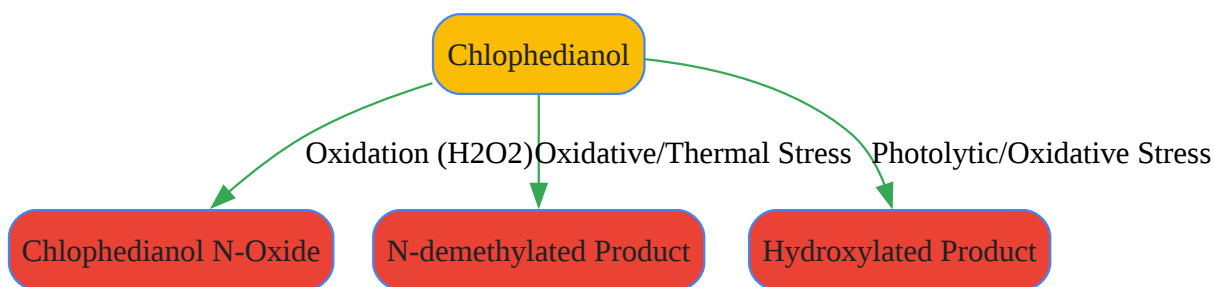 Chlophedianol
Oxidation (H2O2)
Oxidative/Thermal Stress
Photolytic/Oxidative Stress
Chlophedianol N-Oxide
N-demethylated Product
Hydroxylated Product